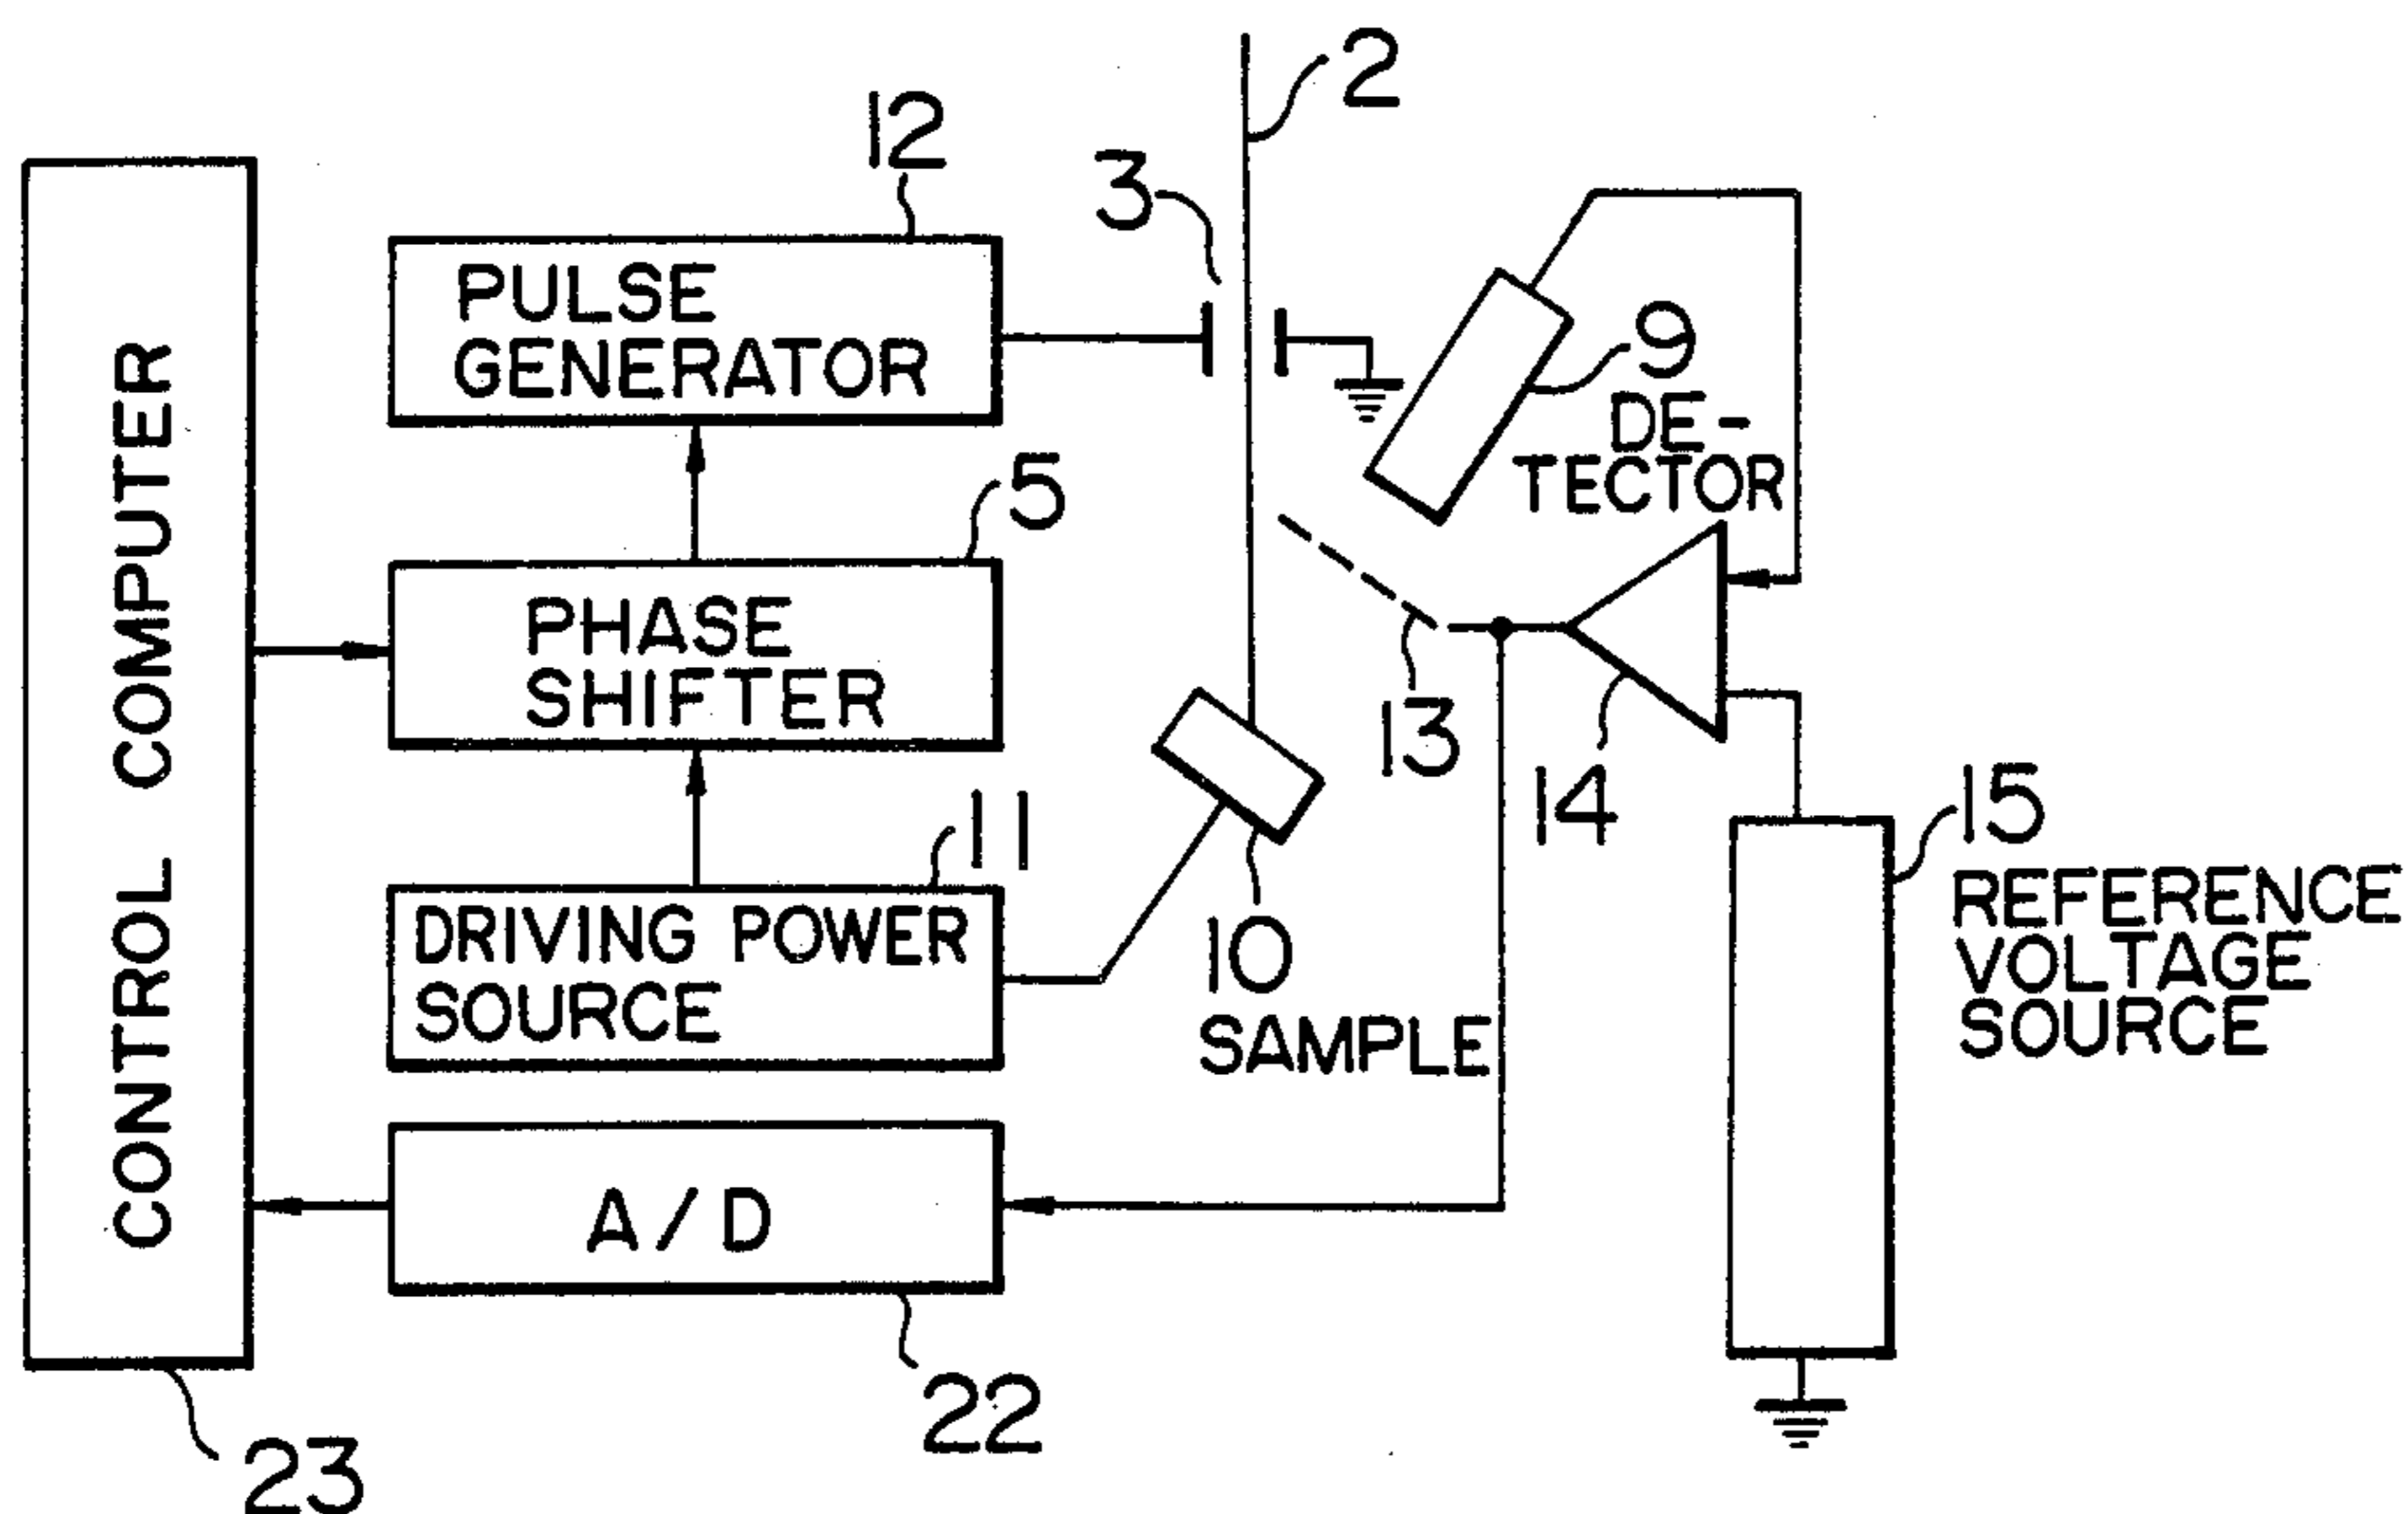 CONTROL COMPUTER
23
12
PULSE
GENERATOR
5
PHASE
SHIFTER
11
DRIVING POWER
SOURCE
A/D
22
2
3
9
DE-
TECTOR
13
14
10
SAMPLE
15
REFERENCE
VOLTAGE
SOURCE